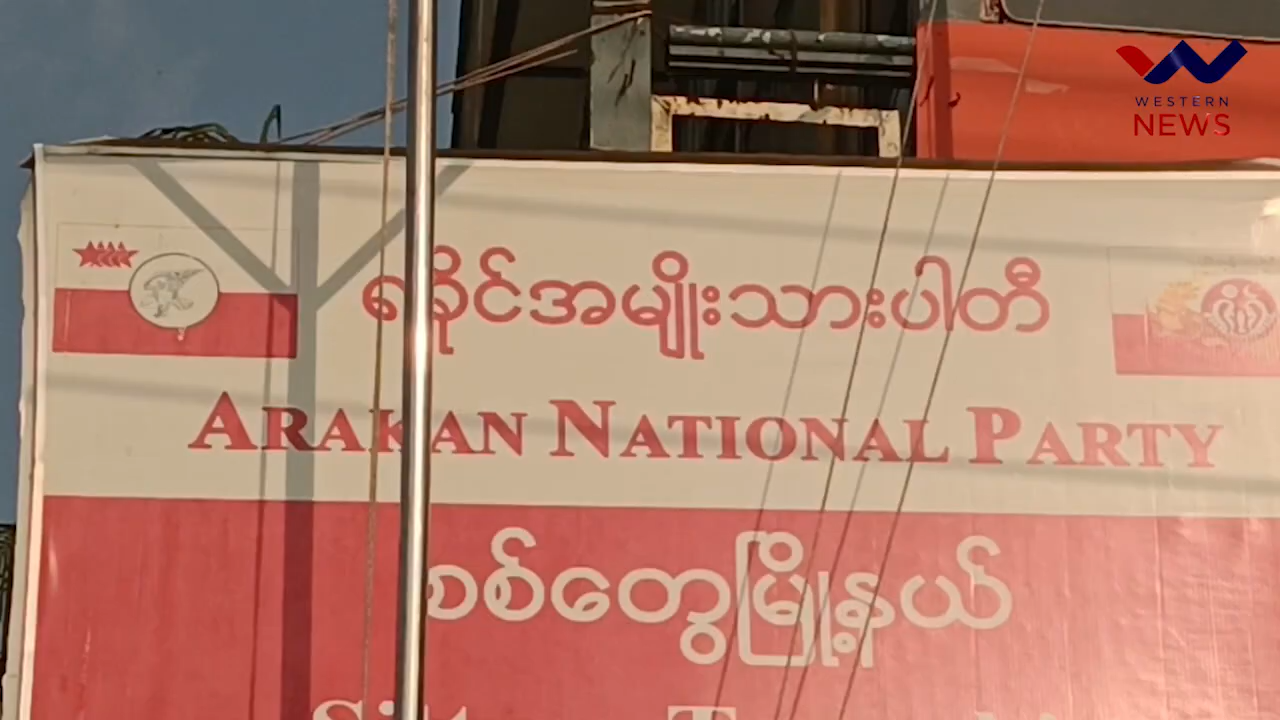 WESTERN
NEWS
ရခိုင်အမျိုးသားပါတီ
ARAKAN NATIONAL PARTY
စစ်တွေမြို့နယ်